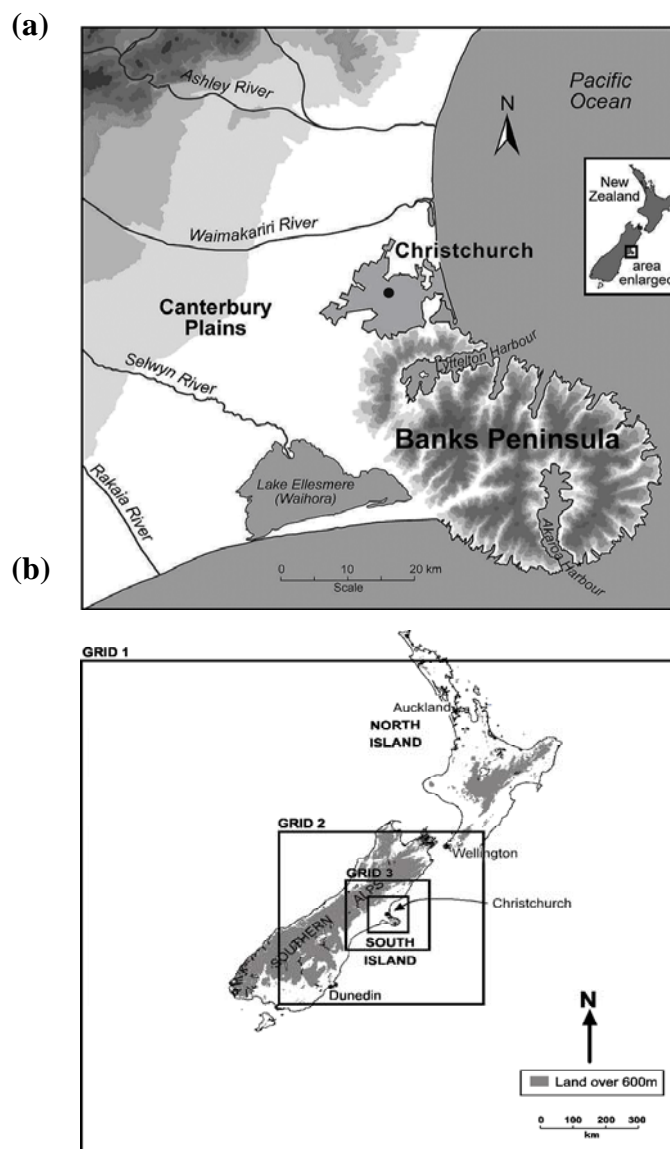 (a)
Ashley River
Pacific
Ocean
N
New
Zealand
area
enlarged
Waimakariri River
Christchurch
Canterbury
Plains
Selwyn River
Lyttelton Harbour
Banks Peninsula
Lake Ellesmere
(Waihora)
Rakaia River
Akaroa Harbour
0 10 20 km
Scale
(b)
GRID 1
Auckland
NORTH
ISLAND
GRID 2
Wellington
GRID 3
SOUTHERN ALPS
Christchurch
SOUTH
ISLAND
Dunedin
N
Land over 600m
0 100 200 300
km